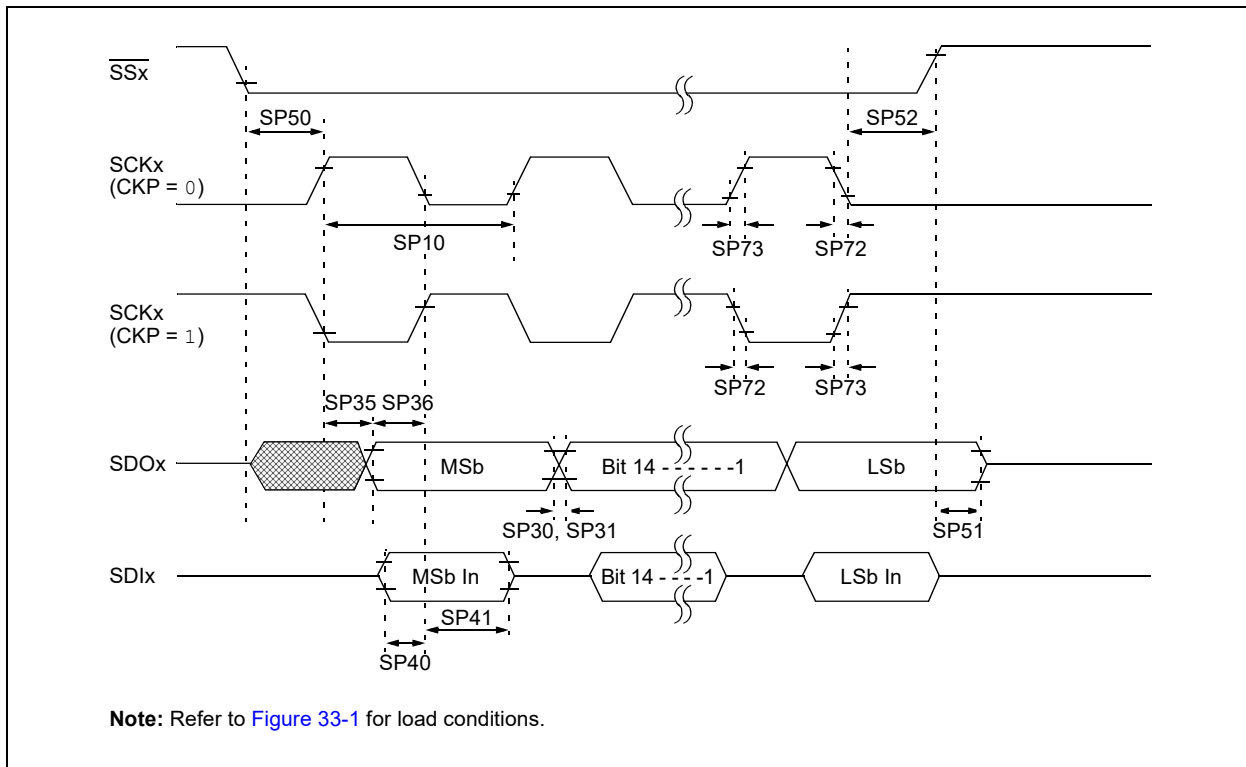 SSx
SP50
SP52
SCKx
(CKP = 0)
SP10
SP73
SP72
SCKx
(CKP = 1)
SP72
SP73
SP35 SP36
SDOx
MSb
Bit 14 - - - - - -1
LSb
SP30, SP31
SP51
SDIx
MSb In
Bit 14 - - - -1
LSb In
SP41
SP40
Note: Refer to Figure 33-1 for load conditions.